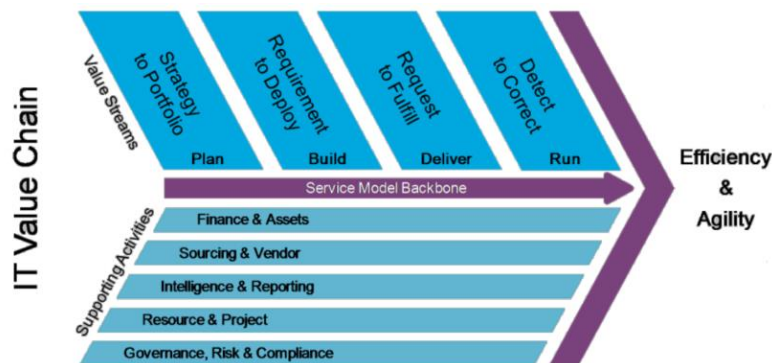 IT Value Chain
Value Streams
Strategy
to Portfolio
Plan
Requirement
to Deploy
Build
Request
to Fulfill
Deliver
Detect
to Correct
Run
Service Model Backbone
Efficiency
&
Agility
Supporting Activities
Finance & Assets
Sourcing & Vendor
Intelligence & Reporting
Resource & Project
Governance, Risk & Compliance